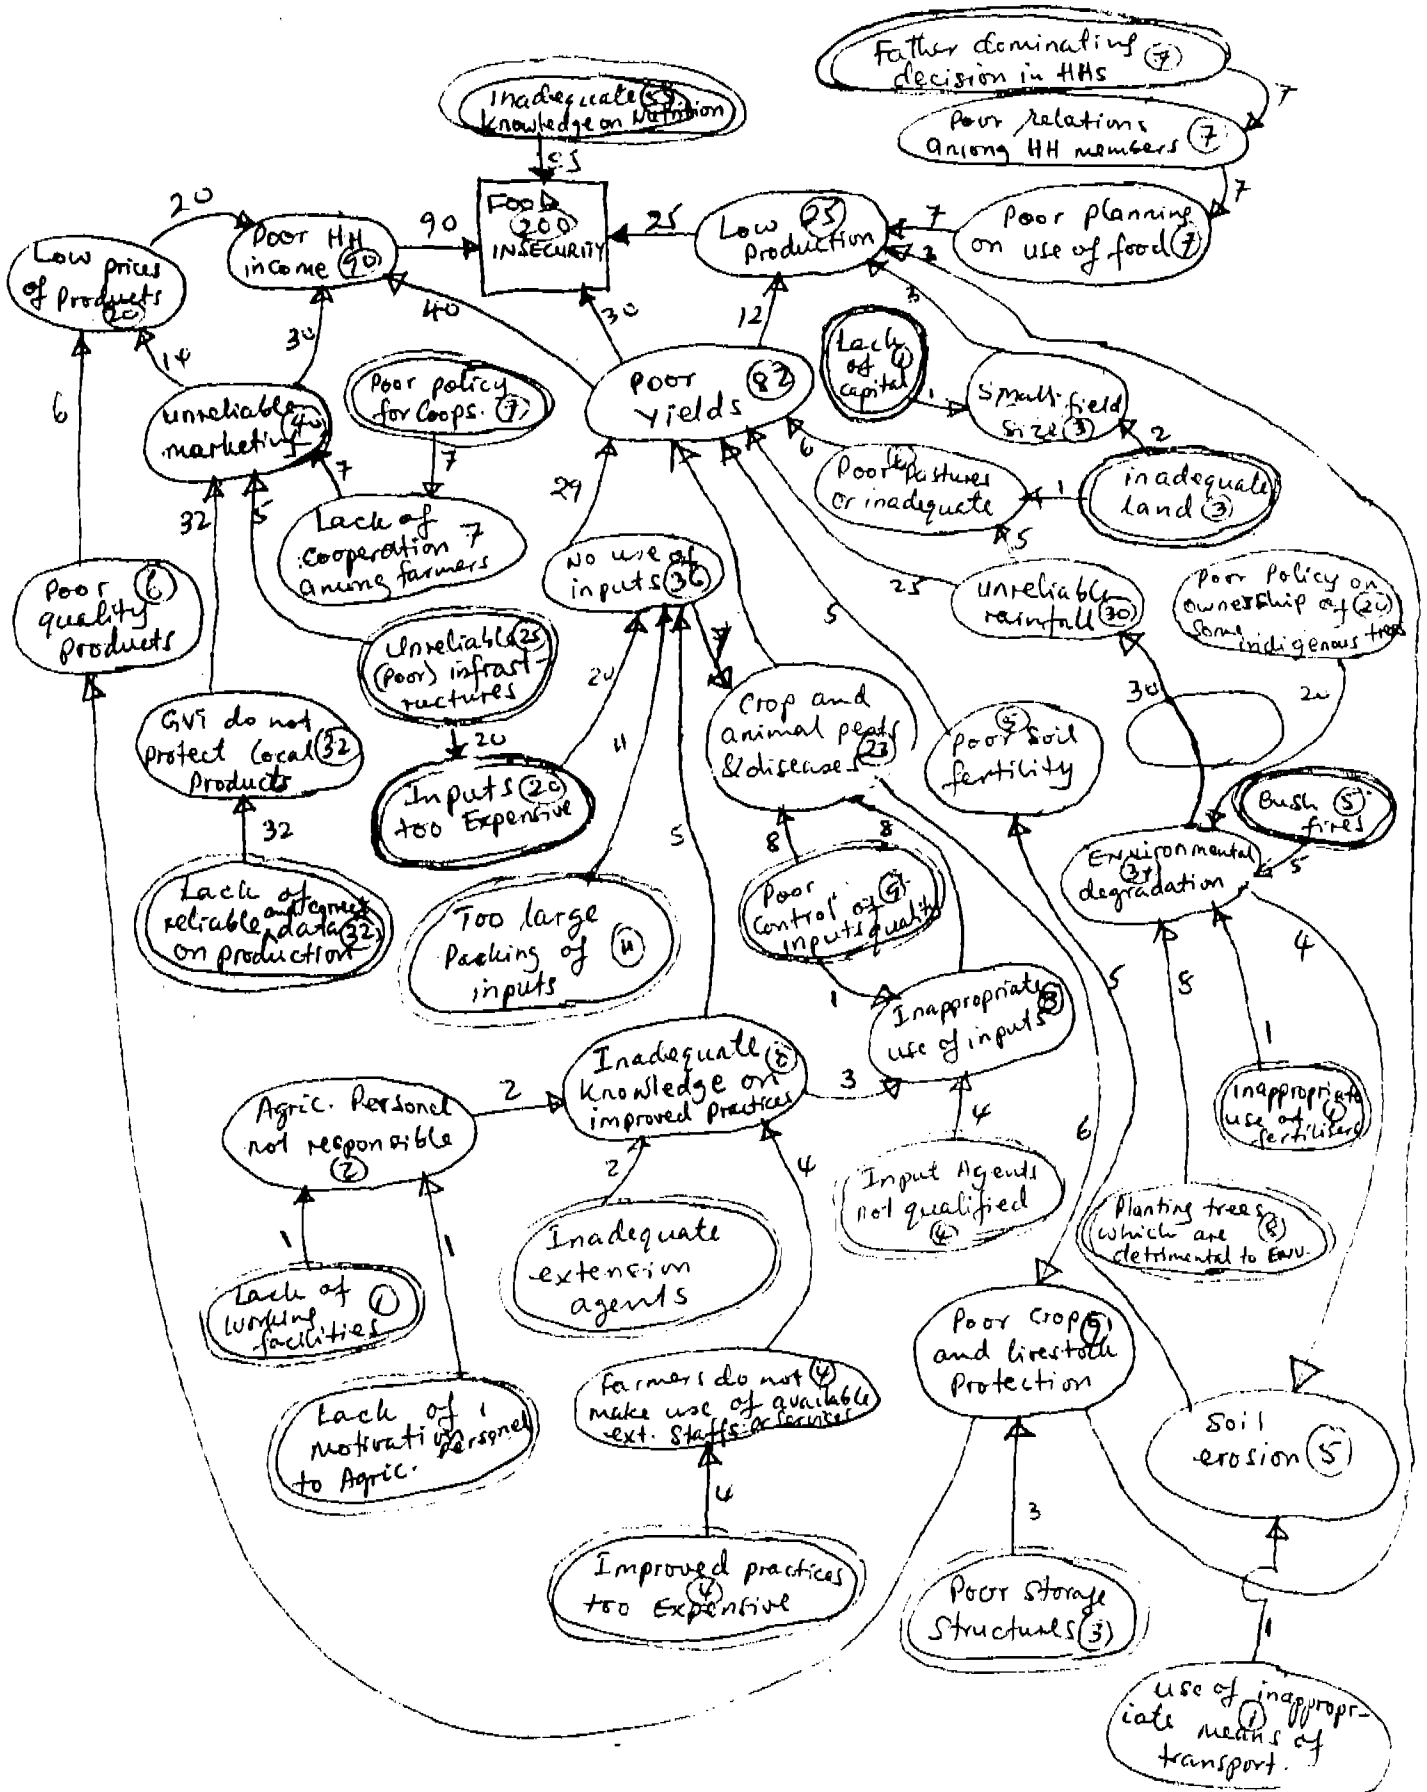 Father dominating
decision in HHs (7)
7
Poor relations
among HH members (7)
7
Inadequate (55)
Knowledge on Nutrition
55
FOOD
(200)
INSECURITY
20
Poor HH
income (90)
90
25
Low (25)
Production
7
Poor planning
on use of food (7)
Low prices
of Products
(20)
14
30
40
30
12
3
Lack
of (1)
capital
1
Small field
size (3)
2
inadequate
land (3)
1
Poor policy
for Coops. (7)
7
Poor
Yields (82)
6
unreliable
marketing (40)
7
32
5
Lack of
cooperation 7
among farmers
29
No use of
inputs (36)
6
Poor Pastures
or inadequate
5
25
unreliable
rainfall (30)
Poor Policy on
ownership of (20)
Some
indigenous trees
Poor (6)
quality
Products
Unreliable (25)
(Poor) infrast-
ructures
20
20
5
30
20
GVT do not
protect local (32)
Products
32
Inputs (20)
too Expensive
11
5
Crop and
animal pests
& diseases (23)
(5)
Poor Soil
fertility
Bush (5)
fires
5
Environmental
degradation
4
Lack of
reliable and correct
data (32)
on production
Too large
Packing of (11)
inputs
8
8
Poor
Control of (9)
inputs quality
1
5
8
1
Inappropriate
use of inputs (8)
Inadequate (8)
Knowledge on
improved Practices
3
2
Agric. Personel
not responsible
(2)
4
6
Inappropriate
use of (1)
fertilisers
2
4
Input Agents
not qualified
(4)
Planting trees
which are (8)
detrimental to ENV.
1
1
Inadequate
extension
agents
Lack of (1)
working
facilities
Poor Crop (9)
and livestock
Protection
Farmers do not (4)
make use of available
ext. Staffs or services
Lack of 1
Motivation
Personel
to Agric.
Soil
erosion (5)
4
3
Improved practices
(4)
too Expensive
Poor Storage
Structures (3)
1
use of inappropr-
iate means of (1)
transport.